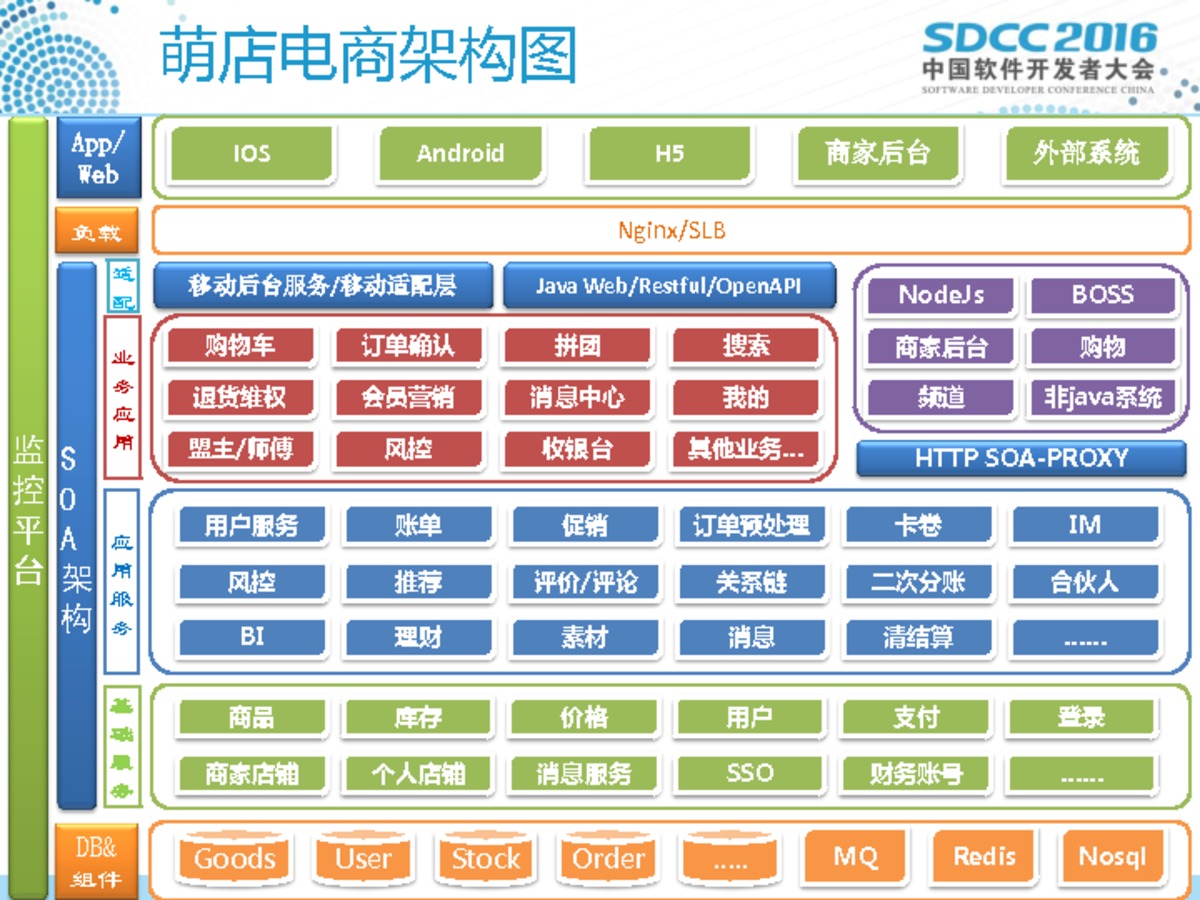 萌店电商架构图
SDCC 2016
中国软件开发者大会
SOFTWARE DEVELOPER CONFERENCE CHINA
监控平台
App/
Web
IOS
Android
H5
商家后台
外部系统
负载
Nginx/SLB
SOA架构
适配
移动后台服务/移动适配层
Java Web/Restful/OpenAPI
NodeJs
BOSS
商家后台
购物
频道
非java系统
HTTP SOA-PROXY
业务应用
购物车
订单确认
拼团
搜索
退货维权
会员营销
消息中心
我的
盟主/师傅
风控
收银台
其他业务...
应用服务
用户服务
账单
促销
订单预处理
卡卷
IM
风控
推荐
评价/评论
关系链
二次分账
合伙人
BI
理财
素材
消息
清结算
......
基础服务
商品
库存
价格
用户
支付
登录
商家店铺
个人店铺
消息服务
SSO
财务账号
......
DB&
组件
Goods
User
Stock
Order
.....
MQ
Redis
Nosql